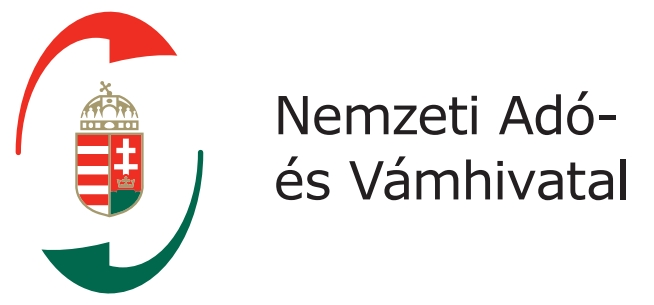 Nemzeti Adó-
és Vámhivatal